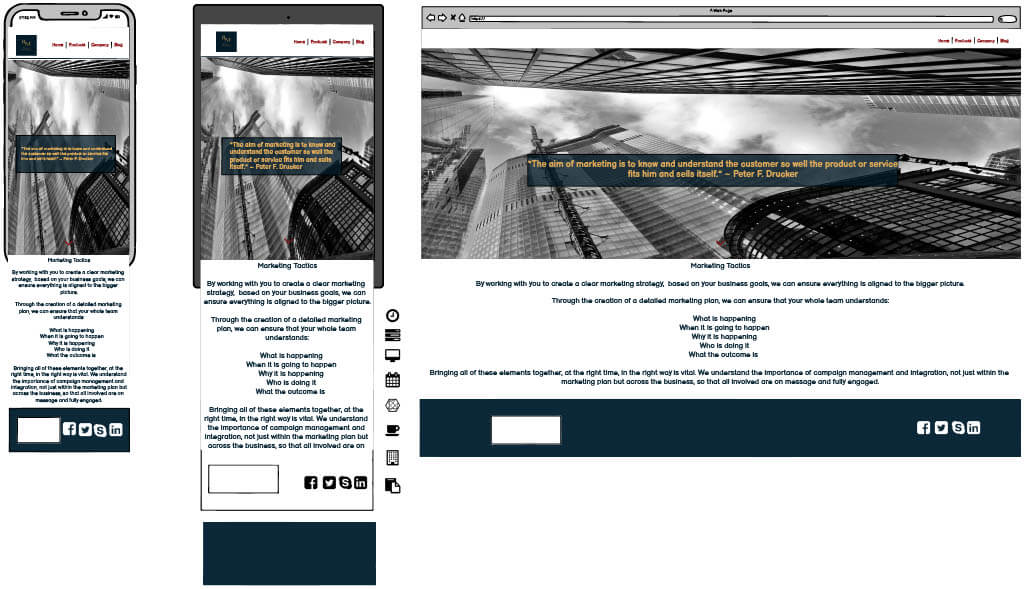 Home | Products | Company | Blog
"The aim of marketing is to know and understand
the customer so well the product or service fits
him and sells itself." ~ Peter F. Drucker
Marketing Tactics
By working with you to create a clear marketing
strategy, based on your business goals, we can
ensure everything is aligned to the bigger
picture.
Through the creation of a detailed marketing
plan, we can ensure that your whole team
understands
What is happening
When it is going to happen
Why it is happening
Who is doing it
What the outcome is
Bringing all of these elements together, at the
right time, in the right way is vital. We understand
the importance of campaign management and
integration, not just within the marketing plan but
across the business, so that all involved are on
message and fully engaged.
Home | Products | Company | Blog
"The aim of marketing is to know and
understand the customer so well the
product or service fits him and sells
itself." ~ Peter F. Drucker
Marketing Tactics
By working with you to create a clear marketing
strategy, based on your business goals, we can
ensure everything is aligned to the bigger picture.
Through the creation of a detailed marketing
plan, we can ensure that your whole team
understands:
What is happening
When it is going to happen
Why it is happening
Who is doing it
What the outcome is
Bringing all of these elements together, at the
right time, in the right way is vital. We understand
the importance of campaign management and
integration, not just within the marketing plan but
across the business, so that all involved are on
A Web Page
http://
Home | Products | Company | Blog
"The aim of marketing is to know and understand the customer so well the product or service
fits him and sells itself." ~ Peter F. Drucker
Marketing Tactics
By working with you to create a clear marketing strategy, based on your business goals, we can ensure everything is aligned to the bigger picture.
Through the creation of a detailed marketing plan, we can ensure that your whole team understands:
What is happening
When it is going to happen
Why it is happening
Who is doing it
What the outcome is
Bringing all of these elements together, at the right time, in the right way is vital. We understand the importance of campaign management and integration, not just within the
marketing plan but across the business, so that all involved are on message and fully engaged.